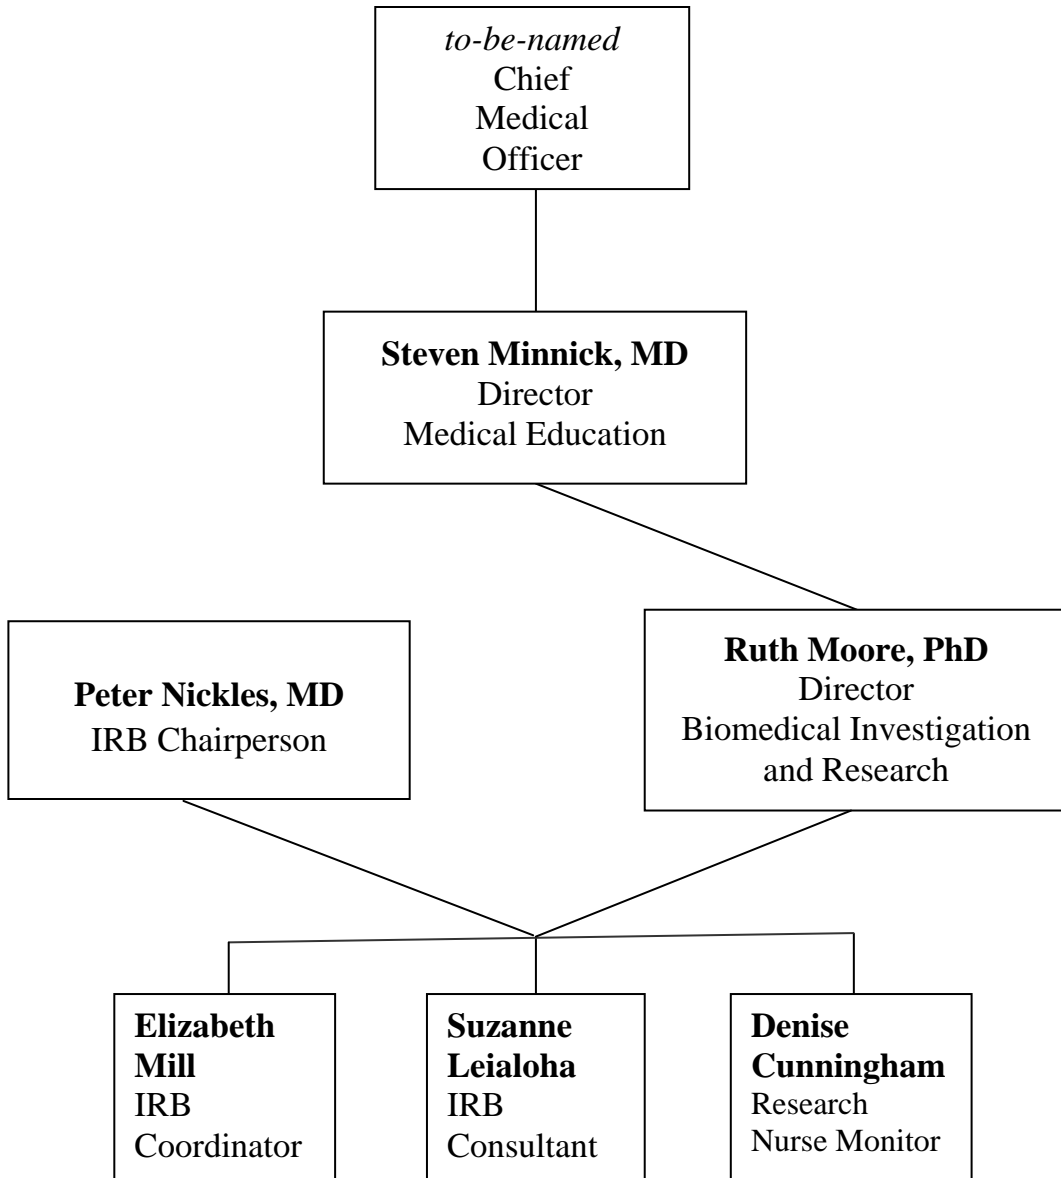 to-be-named
Chief
Medical
Officer
Steven Minnick, MD
Director
Medical Education
Peter Nickles, MD
IRB Chairperson
Ruth Moore, PhD
Director
Biomedical Investigation
and Research
Elizabeth
Mill
IRB
Coordinator
Suzanne
Leialoha
IRB
Consultant
Denise
Cunningham
Research
Nurse Monitor